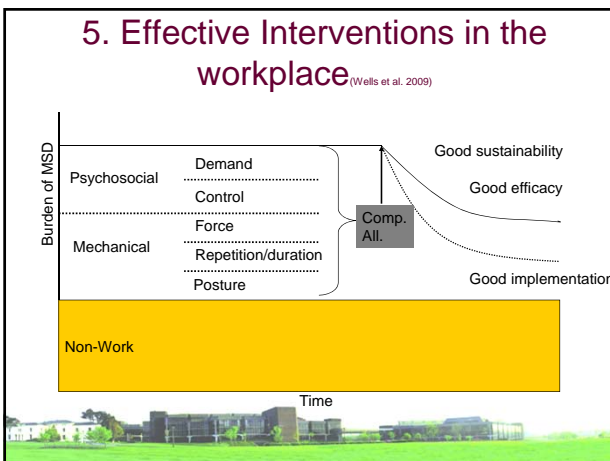 5. Effective Interventions in the
workplace(Wells et al. 2009)
Burden of MSD
Psychosocial
Mechanical
Demand
Control
Force
Repetition/duration
Posture
Comp.
All.
Good sustainability
Good efficacy
Good implementation
Non-Work
Time